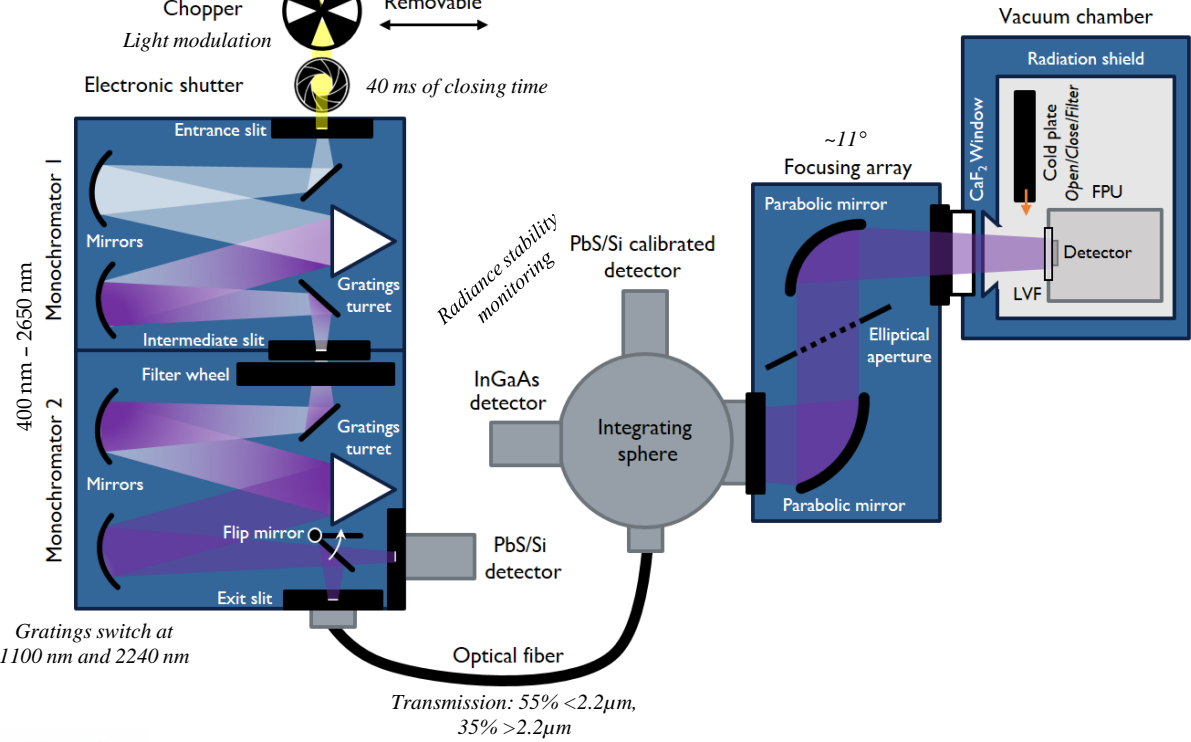 Chopper
Removable
Light modulation
Electronic shutter
40 ms of closing time
Entrance slit
Monochromator 1
Mirrors
Gratings
turret
Intermediate slit
400 nm – 2650 nm
Filter wheel
Gratings
turret
Monochromator 2
Mirrors
Flip mirror
PbS/Si
detector
Exit slit
Gratings switch at
1100 nm and 2240 nm
Optical fiber
Transmission: 55% <2.2µm,
35% >2.2µm
Radiance stability
monitoring
PbS/Si calibrated
detector
InGaAs
detector
Integrating
sphere
~11°
Focusing array
Parabolic mirror
Elliptical
aperture
Parabolic mirror
Vacuum chamber
Radiation shield
CaF₂ Window
Cold plate
Open/Close/Filter
FPU
Detector
LVF